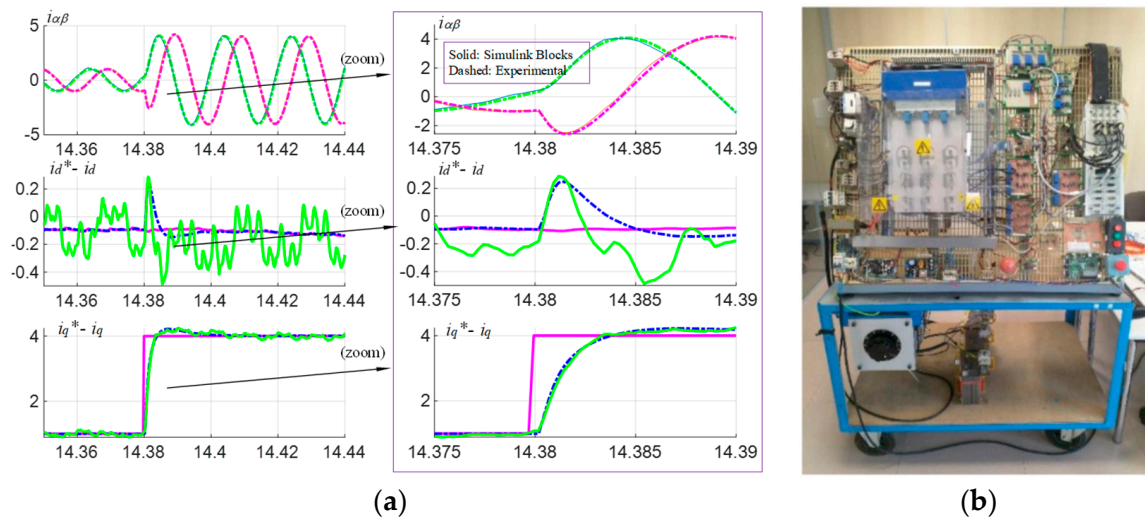 iαβ
5
0
-5
14.36 14.38 14.4 14.42 14.44
(zoom)
id*- id
0.2
0
-0.2
-0.4
14.36 14.38 14.4 14.42 14.44
(zoom)
iq*- iq
4
2
14.36 14.38 14.4 14.42 14.44
(zoom)
iαβ
Solid: Simulink Blocks
Dashed: Experimental
4
2
0
-2
14.375 14.38 14.385 14.39
id*- id
0.2
0
-0.2
-0.4
14.375 14.38 14.385 14.39
iq*- iq
4
2
14.375 14.38 14.385 14.39
(a)
(b)